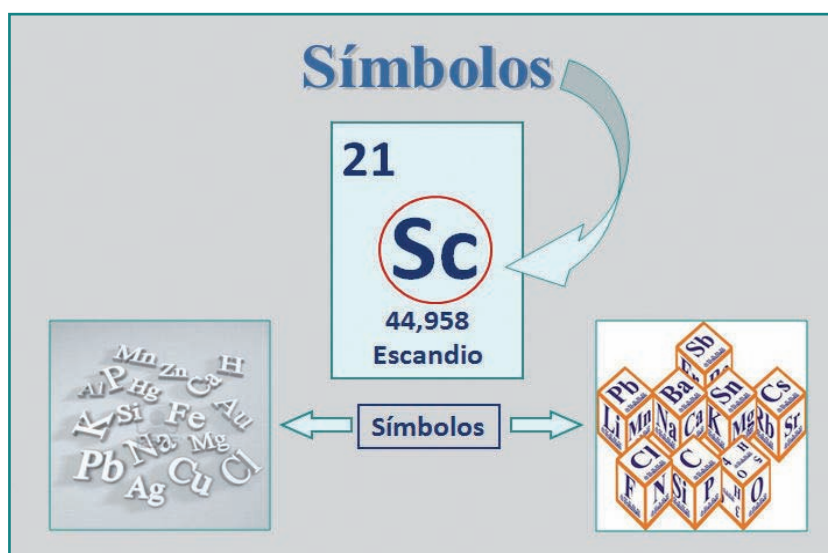 Símbolos
21
Sc
44,958
Escandio
Símbolos
Mn
Zn
H
Al
P
Hg
Ca
K
Si
Fe
Au
Na
Mg
Pb
Ag
Cu
Cl
Sb
Pb
Ba
Sn
Cs
Li
Mn
Na
Ca
K
Mg
Rb
Sr
Cl
C
F
N
Si
P
O